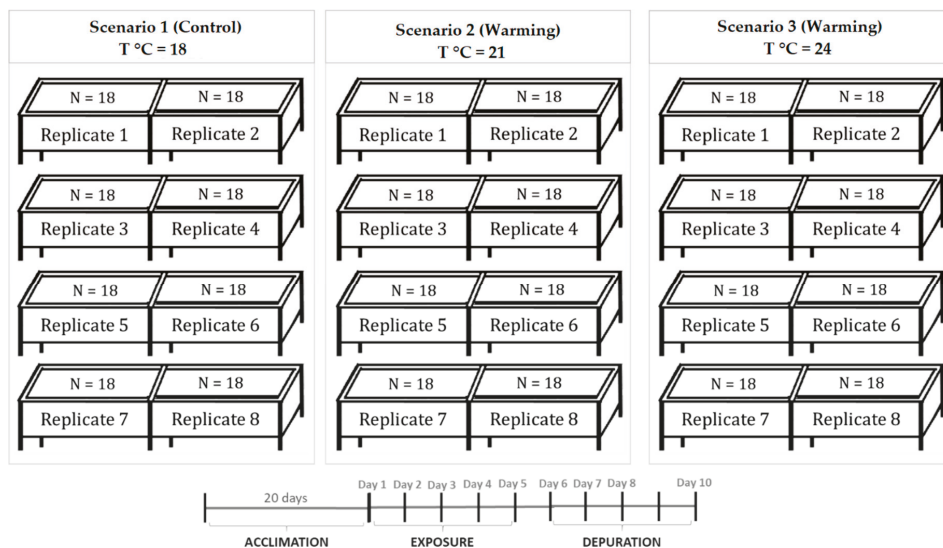 Scenario 1 (Control)
T °C = 18
N = 18 N = 18
Replicate 1 Replicate 2
N = 18 N = 18
Replicate 3 Replicate 4
N = 18 N = 18
Replicate 5 Replicate 6
N = 18 N = 18
Replicate 7 Replicate 8
Scenario 2 (Warming)
T °C = 21
N = 18 N = 18
Replicate 1 Replicate 2
N = 18 N = 18
Replicate 3 Replicate 4
N = 18 N = 18
Replicate 5 Replicate 6
N = 18 N = 18
Replicate 7 Replicate 8
Scenario 3 (Warming)
T °C = 24
N = 18 N = 18
Replicate 1 Replicate 2
N = 18 N = 18
Replicate 3 Replicate 4
N = 18 N = 18
Replicate 5 Replicate 6
N = 18 N = 18
Replicate 7 Replicate 8
20 days Day 1 Day 2 Day 3 Day 4 Day 5 Day 6 Day 7 Day 8 Day 10
ACCLIMATION EXPOSURE DEPURATION